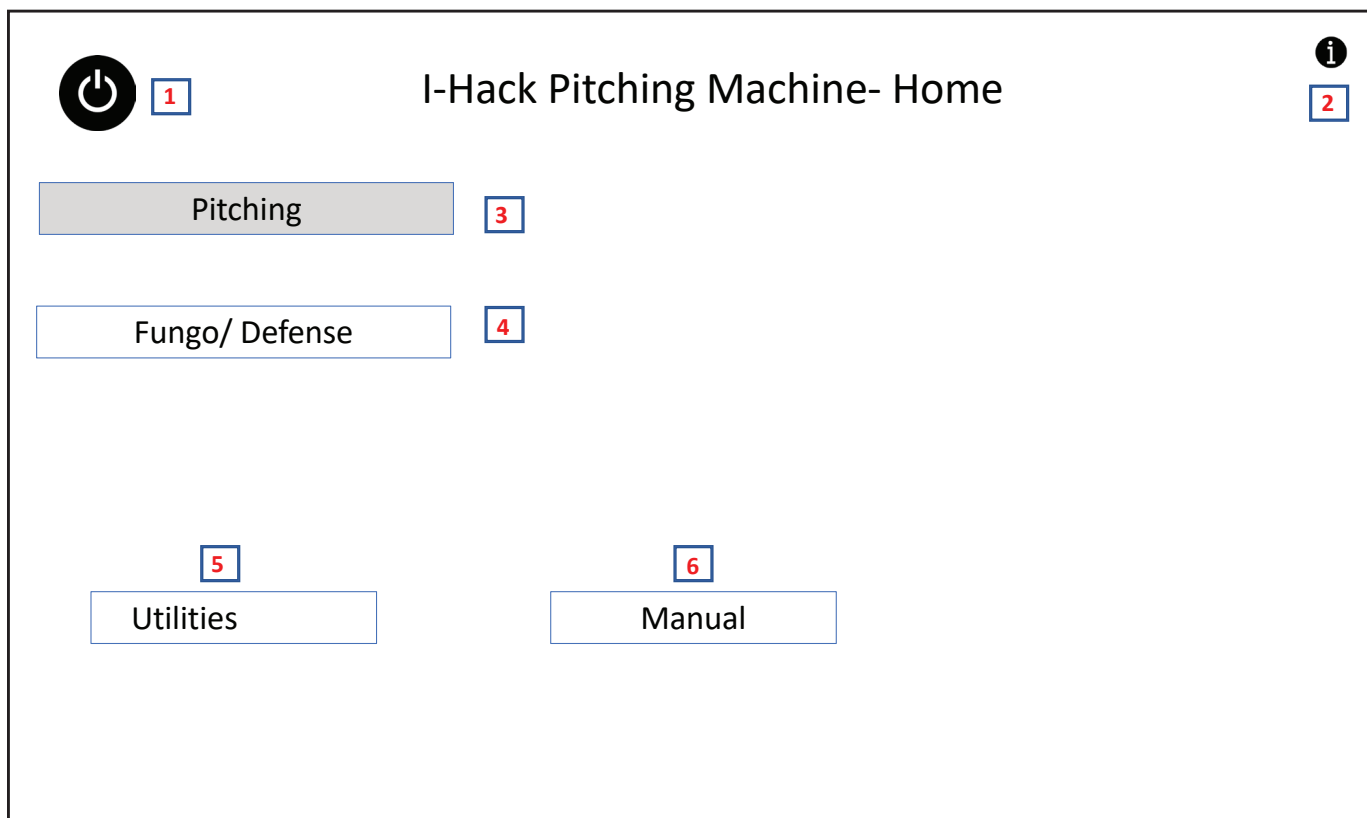 I-Hack Pitching Machine- Home
1
2
Pitching
3
Fungo/ Defense
4
5
6
Utilities
Manual